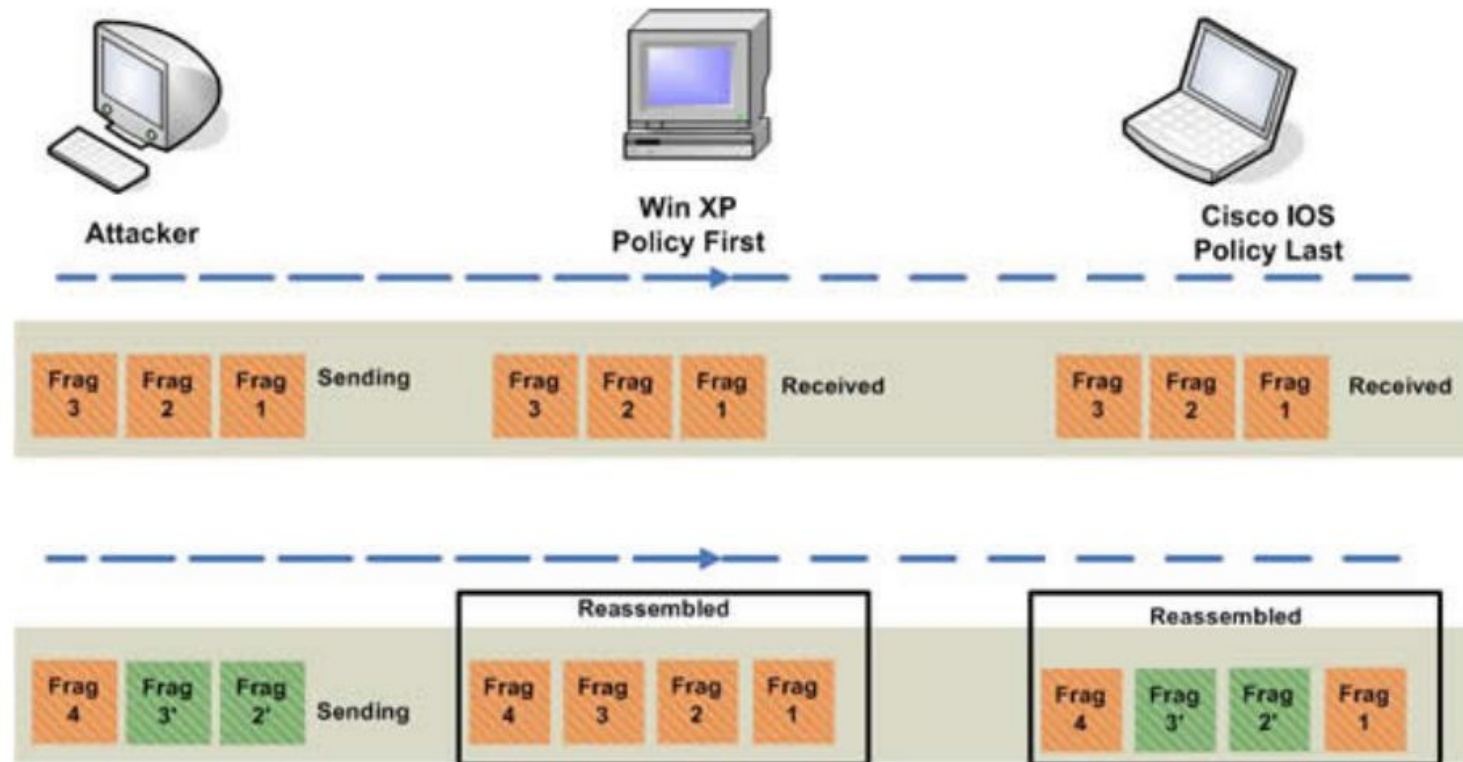 Attacker
Win XP
Policy First
Cisco IOS
Policy Last
Frag
3
Frag
2
Frag
1
Sending
Frag
3
Frag
2
Frag
1
Received
Frag
3
Frag
2
Frag
1
Received
Frag
4
Frag
3'
Frag
2'
Sending
Reassembled
Frag
4
Frag
3
Frag
2
Frag
1
Reassembled
Frag
4
Frag
3'
Frag
2'
Frag
1